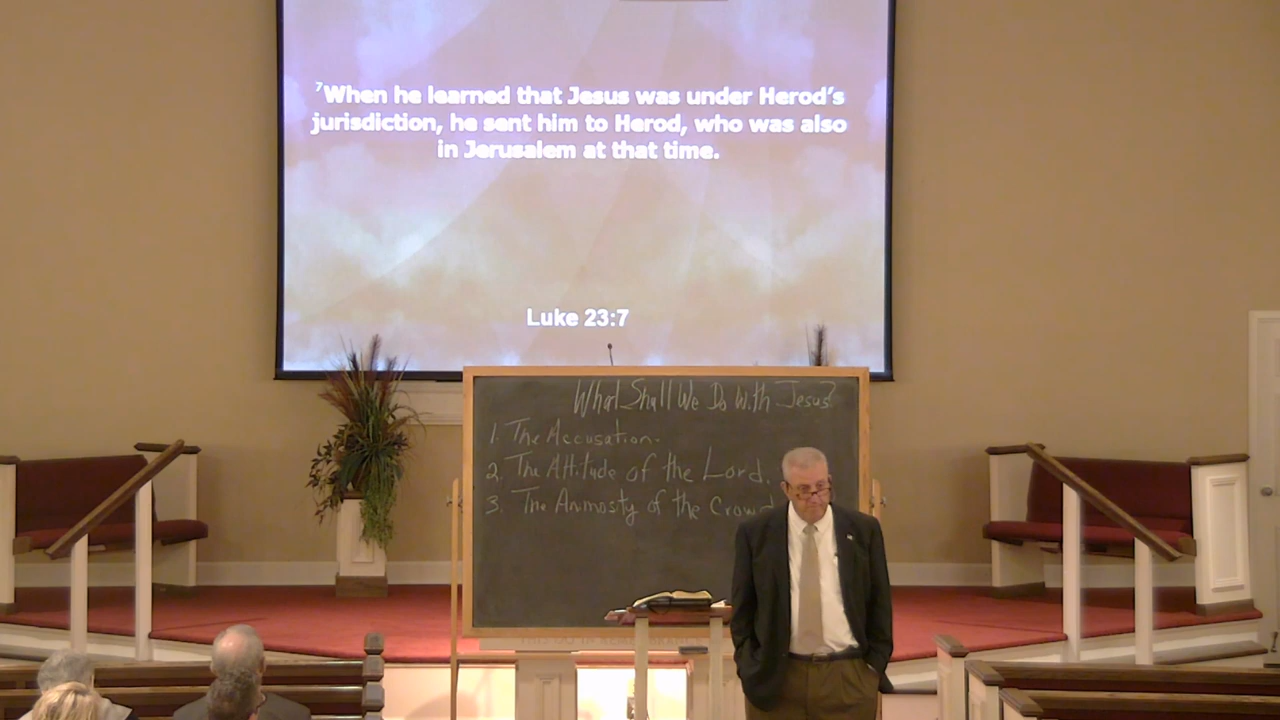 7When he learned that Jesus was under Herod's
jurisdiction, he sent him to Herod, who was also
in Jerusalem at that time.
Luke 23:7
What Shall We Do With Jesus?
1. The Accusation.
2. The Attitude of the Lord.
3. The Animosity of the Crowd